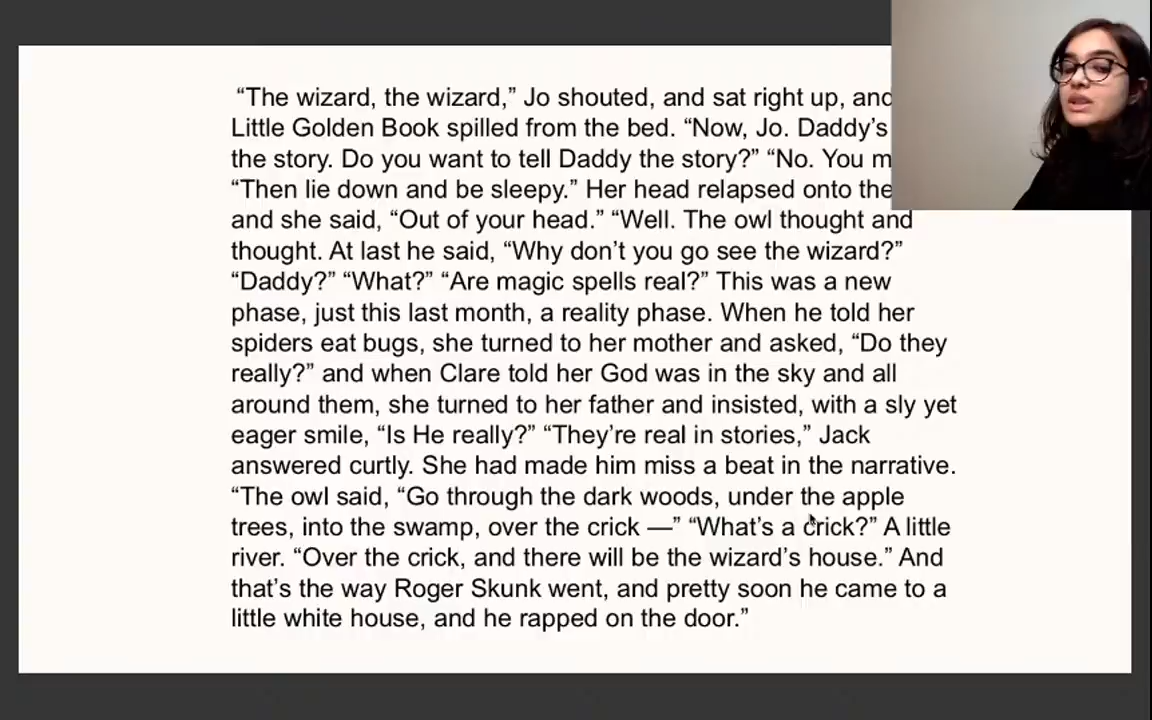 “The wizard, the wizard,” Jo shouted, and sat right up, and
Little Golden Book spilled from the bed. “Now, Jo. Daddy’s
the story. Do you want to tell Daddy the story?” “No. You
“Then lie down and be sleepy.” Her head relapsed onto the
and she said, “Out of your head.” “Well. The owl thought and
thought. At last he said, “Why don’t you go see the wizard?”
“Daddy?” “What?” “Are magic spells real?” This was a new
phase, just this last month, a reality phase. When he told her
spiders eat bugs, she turned to her mother and asked, “Do they
really?” and when Clare told her God was in the sky and all
around them, she turned to her father and insisted, with a sly yet
eager smile, “Is He really?” “They’re real in stories,” Jack
answered curtly. She had made him miss a beat in the narrative.
“The owl said, “Go through the dark woods, under the apple
trees, into the swamp, over the crick —” “What’s a crick?” A little
river. “Over the crick, and there will be the wizard’s house.” And
that’s the way Roger Skunk went, and pretty soon he came to a
little white house, and he rapped on the door.”